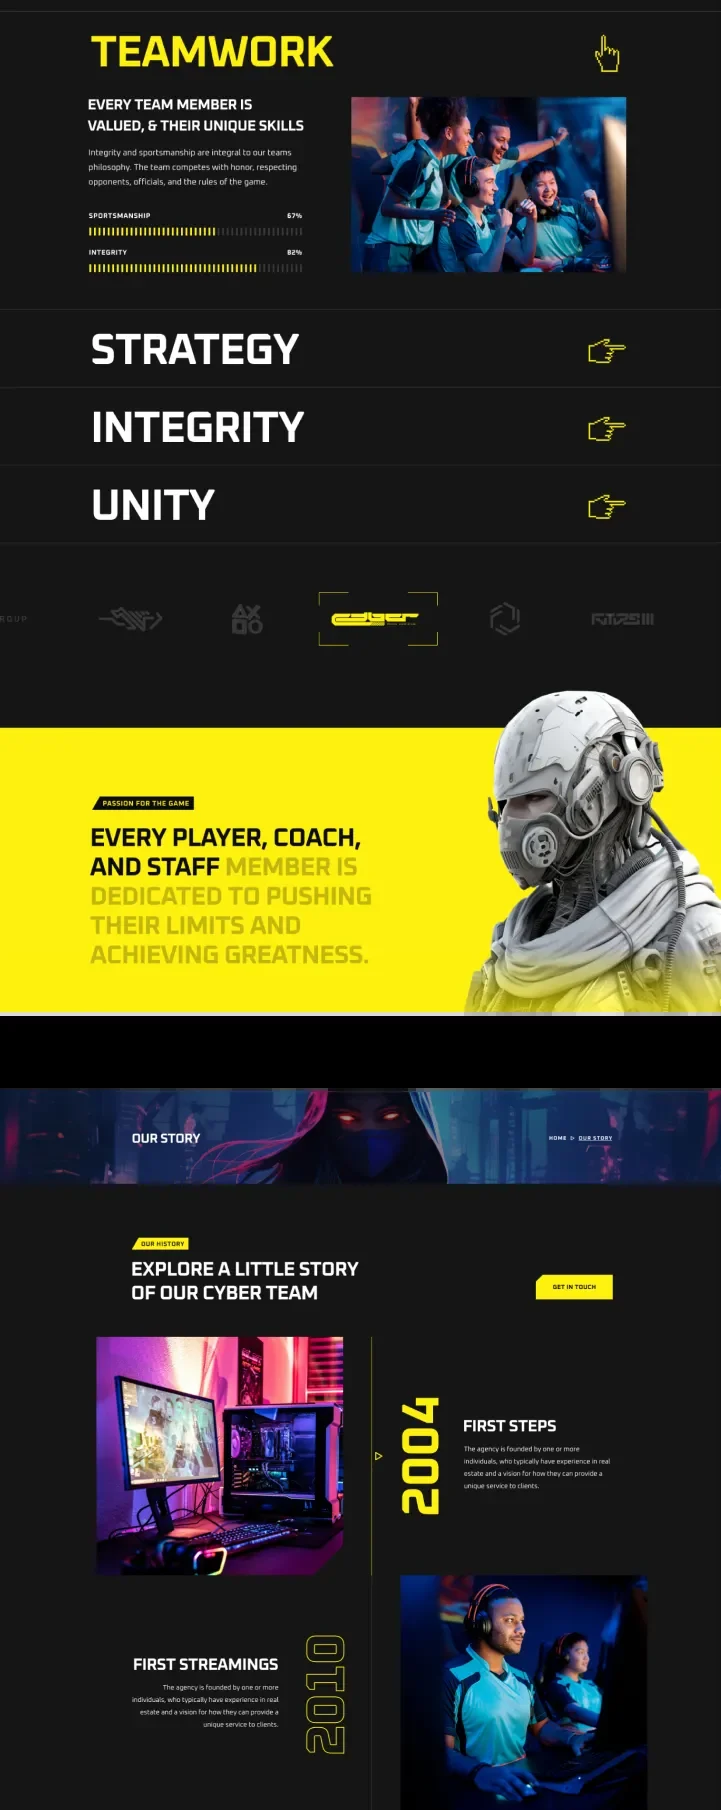 TEAMWORK
EVERY TEAM MEMBER IS
VALUED, & THEIR UNIQUE SKILLS
Integrity and sportsmanship are integral to our teams
philosophy. The team competes with honor, respecting
opponents, officials, and the rules of the game.
SPORTSMANSHIP 67%
INTEGRITY 82%
STRATEGY
INTEGRITY
UNITY
PASSION FOR THE GAME
EVERY PLAYER, COACH,
AND STAFF MEMBER IS
DEDICATED TO PUSHING
THEIR LIMITS AND
ACHIEVING GREATNESS.
OUR STORY
HOME OUR STORY
OUR HISTORY
EXPLORE A LITTLE STORY
OF OUR CYBER TEAM
GET IN TOUCH
2004
FIRST STEPS
The agency is founded by one or more
individuals, who typically have experience in real
estate and a vision for how they can provide a
unique service to clients.
FIRST STREAMINGS
The agency is founded by one or more
individuals, who typically have experience in real
estate and a vision for how they can provide a
unique service to clients.
2010